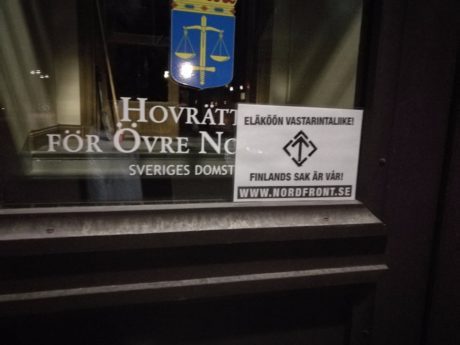 HOVRÄTT
FÖR ÖVRE NO
SVERIGES DOMST
ELÄKÖÖN VASTARINTALIIKE!
FINLANDS SAK ÄR VÅR!
WWW.NORDFRONT.SE